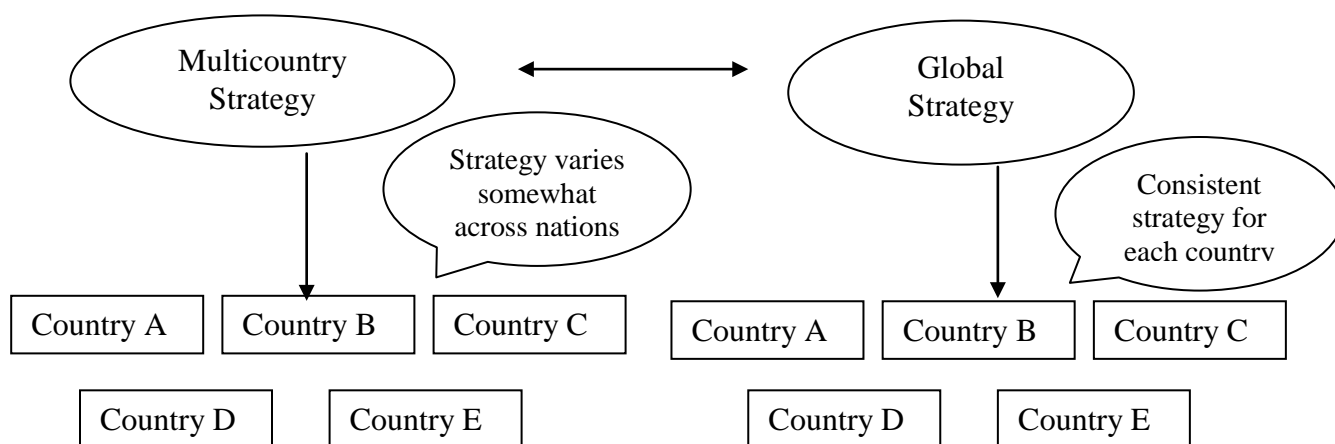 Multicountry
Strategy
Global
Strategy
Strategy varies
somewhat
across nations
Consistent
strategy for
each country
Country A
Country B
Country C
Country A
Country B
Country C
Country D
Country E
Country D
Country E